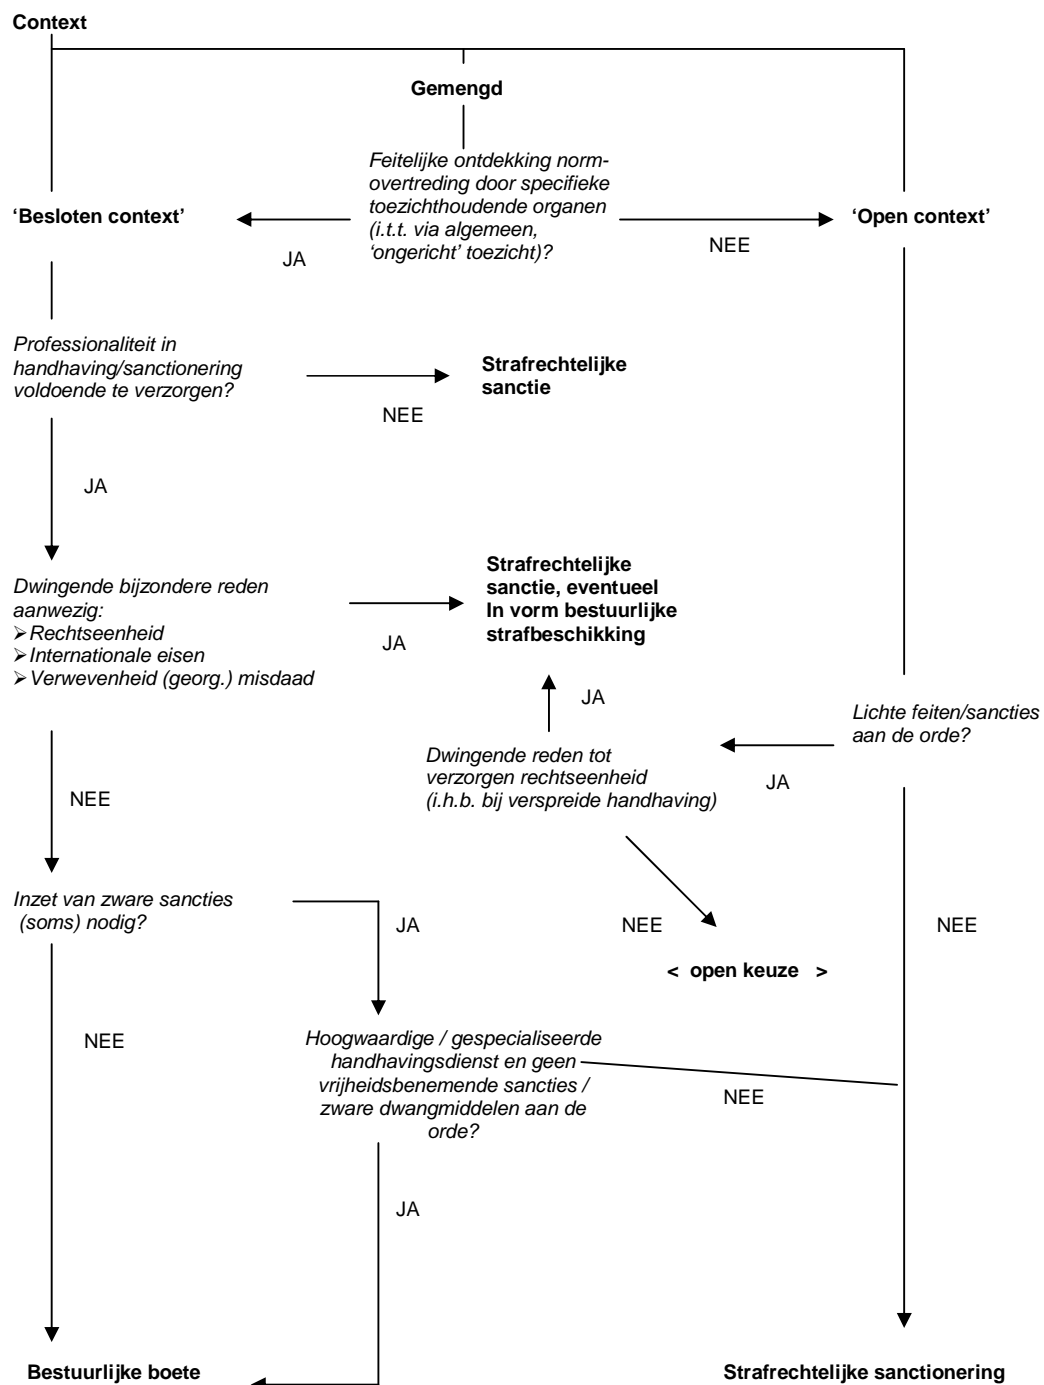 Context
Gemengd
Feitelijke ontdekking norm-
overtreding door specifieke
toezichthoudende organen
(i.t.t. via algemeen,
‘ongericht’ toezicht)?
‘Besloten context’
‘Open context’
JA
NEE
Professionaliteit in
handhaving/sanctionering
voldoende te verzorgen?
Strafrechtelijke
sanctie
NEE
JA
Dwingende bijzondere reden
aanwezig:
➢Rechtseenheid
➢Internationale eisen
➢Verwevenheid (georg.) misdaad
Strafrechtelijke
sanctie, eventueel
In vorm bestuurlijke
strafbeschikking
JA
JA
Lichte feiten/sancties
aan de orde?
Dwingende reden tot
verzorgen rechtseenheid
(i.h.b. bij verspreide handhaving)
JA
NEE
Inzet van zware sancties
(soms) nodig?
JA
NEE
NEE
< open keuze >
NEE
Hoogwaardige / gespecialiseerde
handhavingsdienst en geen
vrijheidsbenemende sancties /
zware dwangmiddelen aan de
orde?
NEE
JA
Bestuurlijke boete
Strafrechtelijke sanctionering